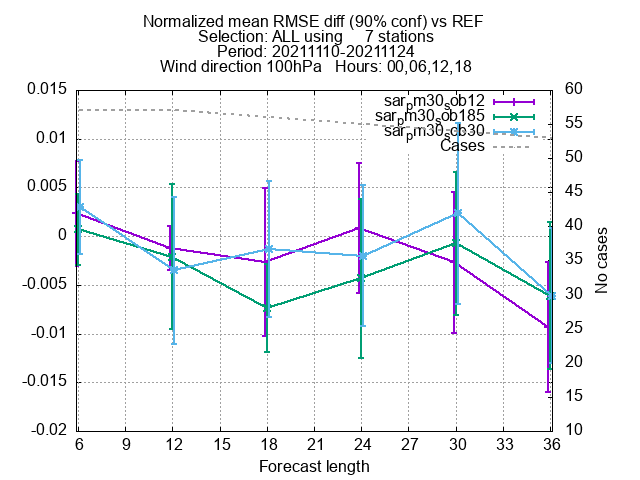 Normalized mean RMSE diff (90% conf) vs REF
Selection: ALL using 7 stations
Period: 20211110-20211124
Wind direction 100hPa Hours: 00,06,12,18
0.015
0.01
0.005
0
-0.005
-0.01
-0.015
-0.02
60
55
50
45
40
35
30
25
20
15
10
No cases
sar_pm30_sob12
sar_pm30_sob185
sar_pm30_sob30
Cases
6 9 12 15 18 21 24 27 30 33 36
Forecast length